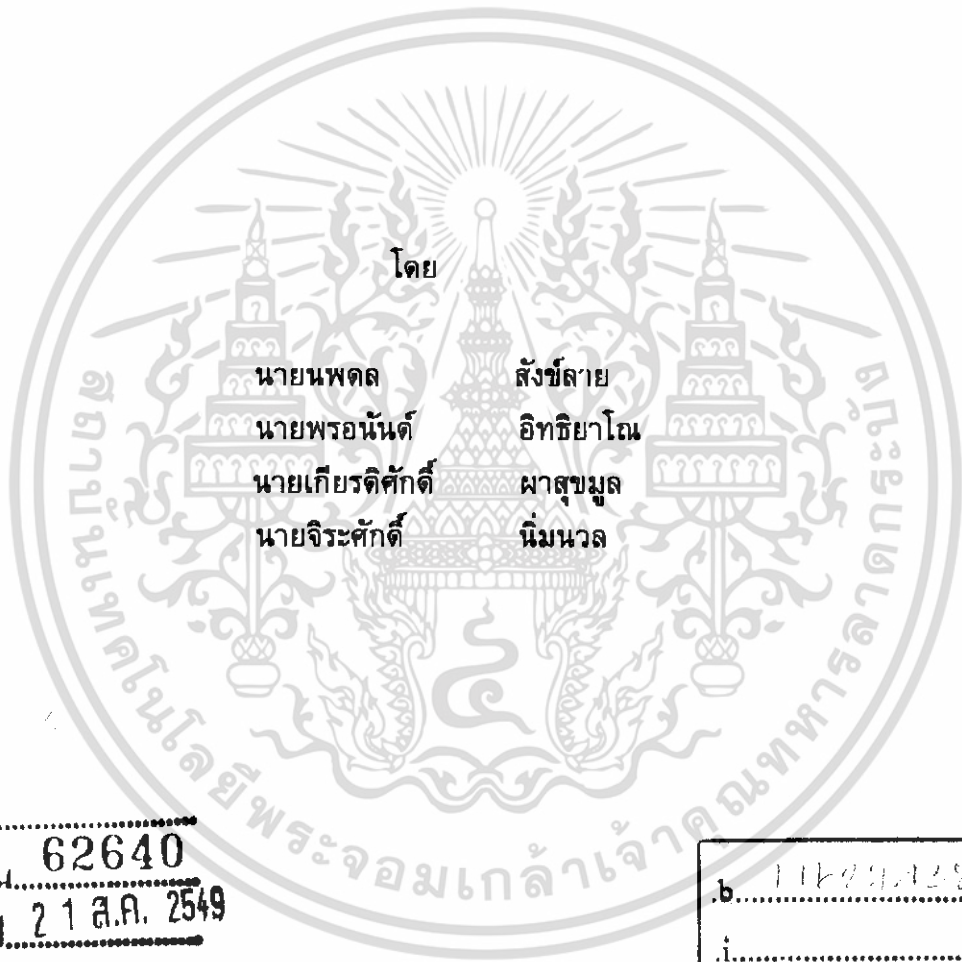 โดย
นายนพดล สังข์ลาย
นายพรอนันต์ อิทธิยาโณ
นายเกียรติศักดิ์ ผาสุขมูล
นายจิระศักดิ์ นิ่มนวล
สถาบันเทคโนโลยีพระจอมเกล้าเจ้าคุณทหารลาดกระบัง
62640
21 ส.ค. 2549
.b.
.i.